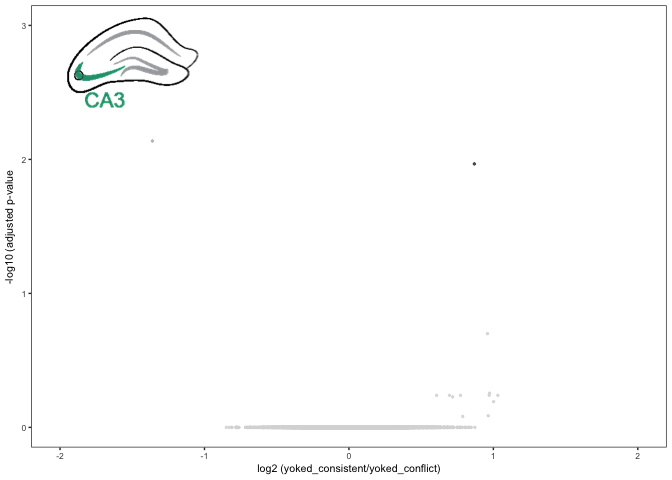 3
CA3
2
-log10 (adjusted p-value
1
0
-2 -1 0 1 2
log2 (yoked_consistent/yoked_conflict)